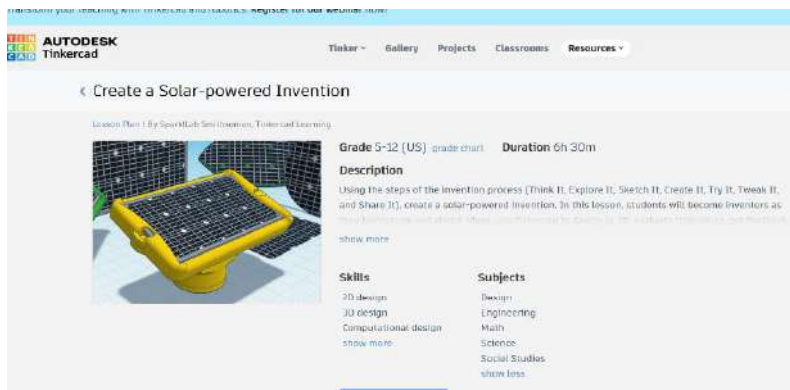 Transform your teaching with Tinkercad and robotics. Register for our webinar now!
AUTODESK
Tinkercad
Tinker
Gallery
Projects
Classrooms
Resources
Create a Solar-powered Invention
Lesson Plan | By SparkLab Smithsonian, Tinkercad Learning
Grade 5-12 (US) grade chart Duration 6h 30m
Description
Using the steps of the invention process (Think It, Explore It, Sketch It, Create It, Try It, Tweak It,
and Share It), create a solar-powered invention. In this lesson, students will become inventors as
show more
Skills
2D design
3D design
Computational design
show more
Subjects
Design
Engineering
Math
Science
Social Studies
show less